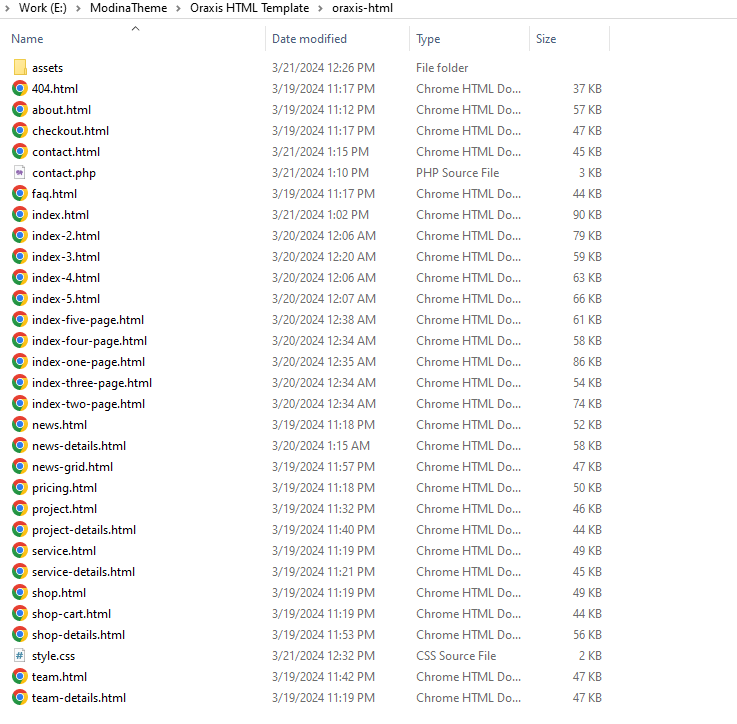 Work (E:) > ModinaTheme > Oraxis HTML Template > oraxis-html
Name Date modified Type Size
assets 3/21/2024 12:26 PM File folder
404.html 3/19/2024 11:17 PM Chrome HTML Do... 37 KB
about.html 3/19/2024 11:12 PM Chrome HTML Do... 57 KB
checkout.html 3/19/2024 11:17 PM Chrome HTML Do... 47 KB
contact.html 3/21/2024 1:15 PM Chrome HTML Do... 45 KB
contact.php 3/21/2024 1:10 PM PHP Source File 3 KB
faq.html 3/19/2024 11:17 PM Chrome HTML Do... 44 KB
index.html 3/21/2024 1:02 PM Chrome HTML Do... 90 KB
index-2.html 3/20/2024 12:06 AM Chrome HTML Do... 79 KB
index-3.html 3/20/2024 12:20 AM Chrome HTML Do... 59 KB
index-4.html 3/20/2024 12:06 AM Chrome HTML Do... 63 KB
index-5.html 3/20/2024 12:07 AM Chrome HTML Do... 66 KB
index-five-page.html 3/20/2024 12:38 AM Chrome HTML Do... 61 KB
index-four-page.html 3/20/2024 12:34 AM Chrome HTML Do... 58 KB
index-one-page.html 3/20/2024 12:35 AM Chrome HTML Do... 86 KB
index-three-page.html 3/20/2024 12:34 AM Chrome HTML Do... 54 KB
index-two-page.html 3/20/2024 12:34 AM Chrome HTML Do... 74 KB
news.html 3/19/2024 11:18 PM Chrome HTML Do... 52 KB
news-details.html 3/20/2024 1:15 AM Chrome HTML Do... 58 KB
news-grid.html 3/19/2024 11:57 PM Chrome HTML Do... 47 KB
pricing.html 3/19/2024 11:18 PM Chrome HTML Do... 50 KB
project.html 3/19/2024 11:32 PM Chrome HTML Do... 46 KB
project-details.html 3/19/2024 11:40 PM Chrome HTML Do... 44 KB
service.html 3/19/2024 11:19 PM Chrome HTML Do... 49 KB
service-details.html 3/19/2024 11:21 PM Chrome HTML Do... 45 KB
shop.html 3/19/2024 11:19 PM Chrome HTML Do... 49 KB
shop-cart.html 3/19/2024 11:19 PM Chrome HTML Do... 44 KB
shop-details.html 3/19/2024 11:53 PM Chrome HTML Do... 56 KB
style.css 3/21/2024 12:32 PM CSS Source File 2 KB
team.html 3/19/2024 11:42 PM Chrome HTML Do... 47 KB
team-details.html 3/19/2024 11:19 PM Chrome HTML Do... 47 KB